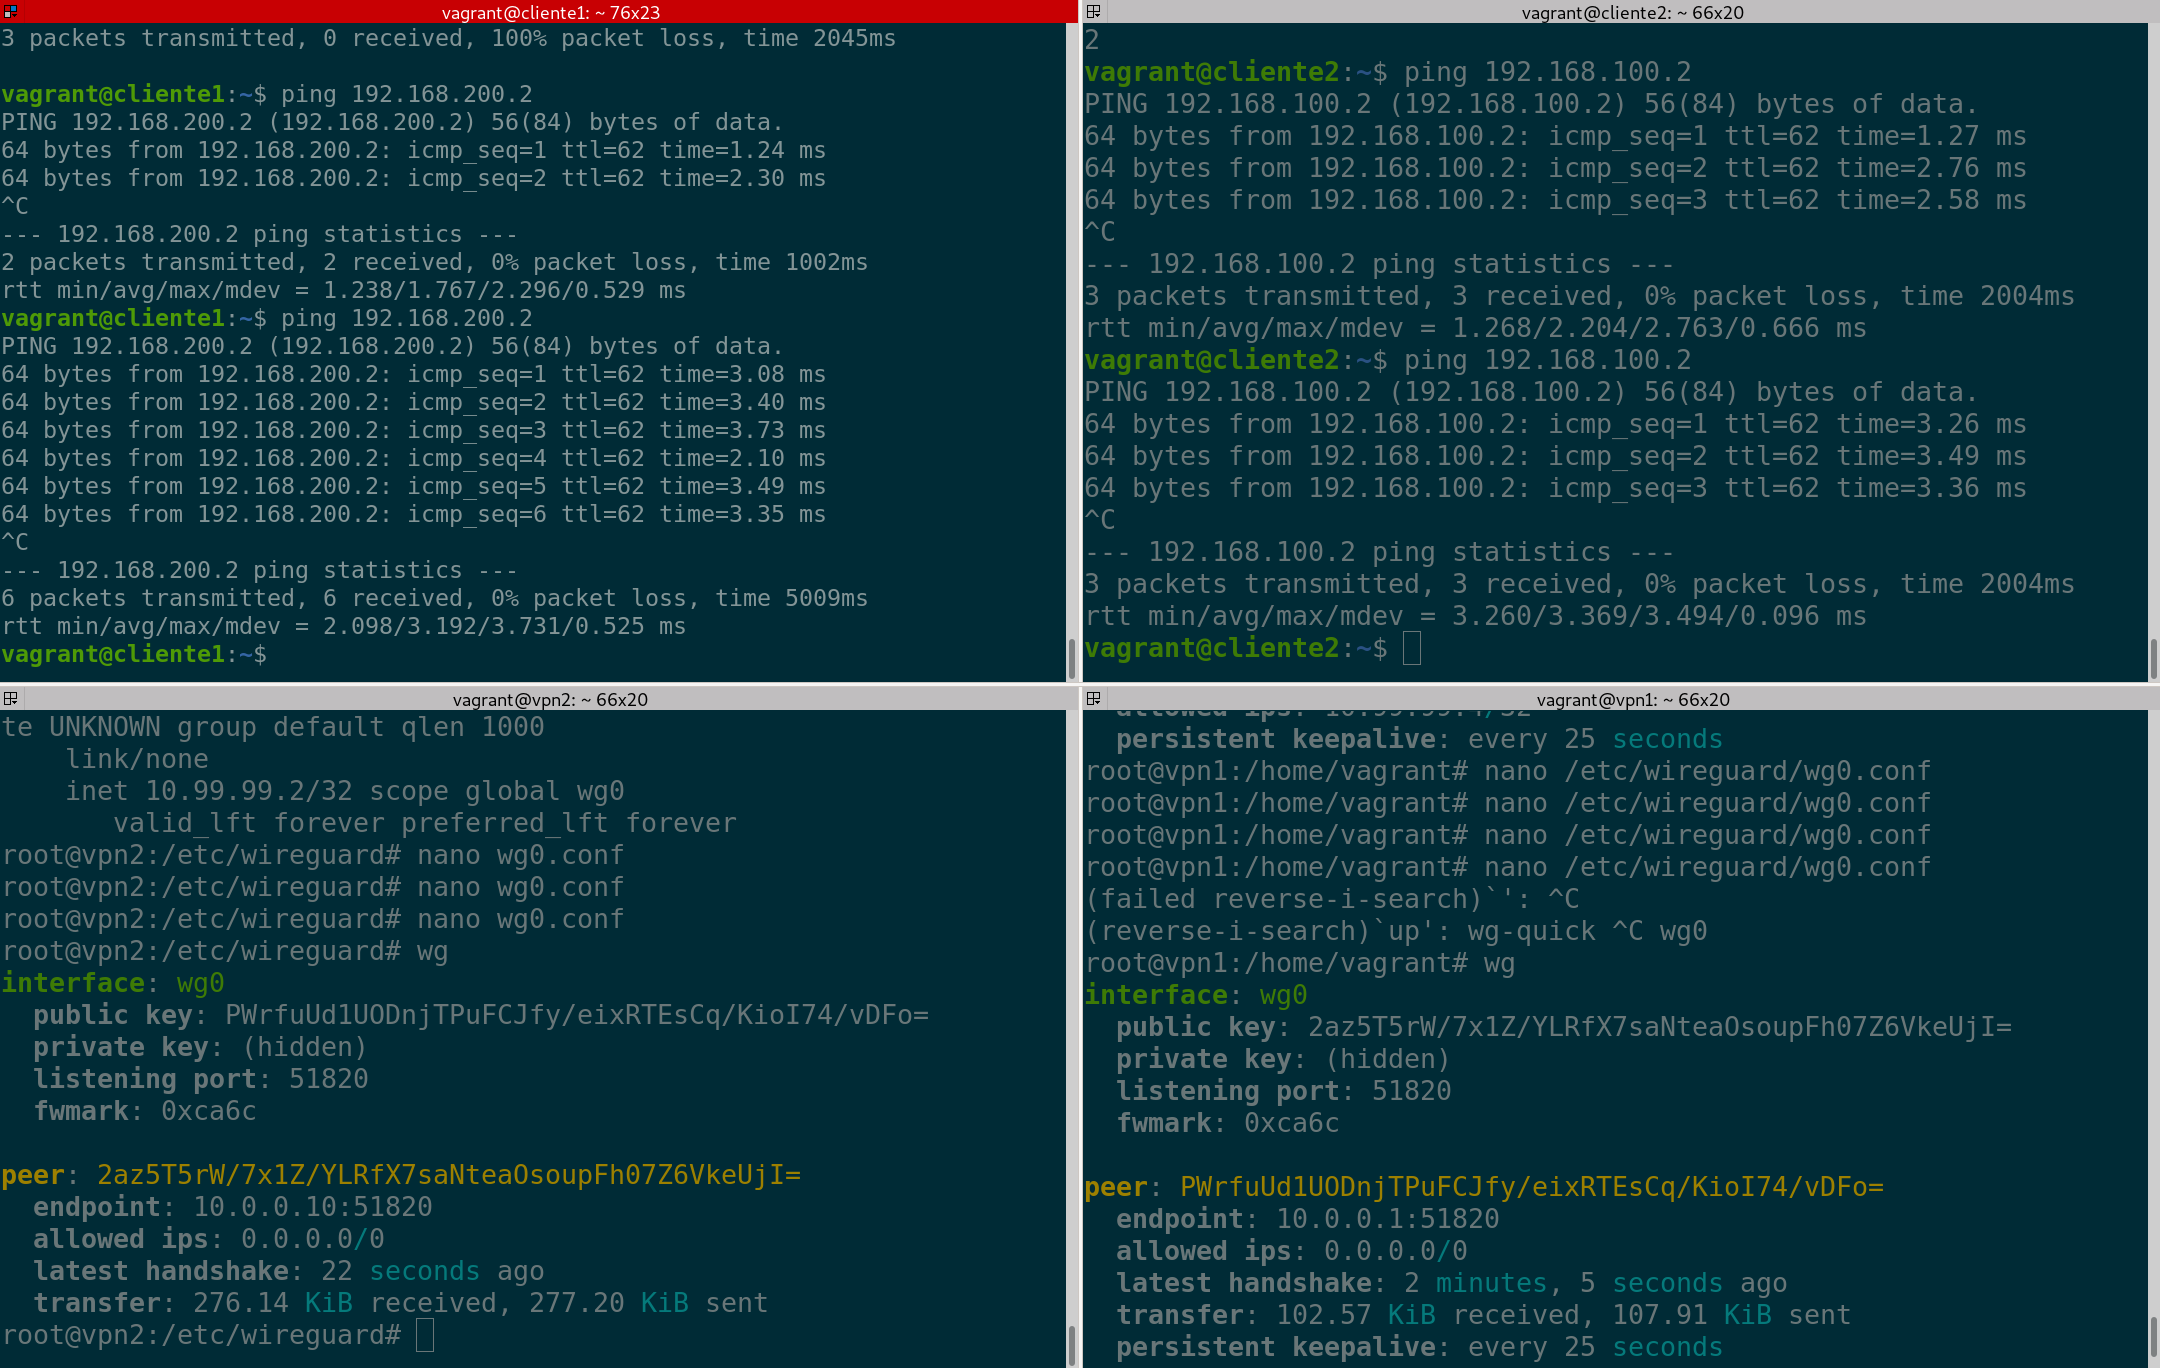 vagrant@cliente1: ~ 76x23
3 packets transmitted, 0 received, 100% packet loss, time 2045ms
vagrant@cliente1:~$ ping 192.168.200.2
PING 192.168.200.2 (192.168.200.2) 56(84) bytes of data.
64 bytes from 192.168.200.2: icmp_seq=1 ttl=62 time=1.24 ms
64 bytes from 192.168.200.2: icmp_seq=2 ttl=62 time=2.30 ms
^C
--- 192.168.200.2 ping statistics ---
2 packets transmitted, 2 received, 0% packet loss, time 1002ms
rtt min/avg/max/mdev = 1.238/1.767/2.296/0.529 ms
vagrant@cliente1:~$ ping 192.168.200.2
PING 192.168.200.2 (192.168.200.2) 56(84) bytes of data.
64 bytes from 192.168.200.2: icmp_seq=1 ttl=62 time=3.08 ms
64 bytes from 192.168.200.2: icmp_seq=2 ttl=62 time=3.40 ms
64 bytes from 192.168.200.2: icmp_seq=3 ttl=62 time=3.73 ms
64 bytes from 192.168.200.2: icmp_seq=4 ttl=62 time=2.10 ms
64 bytes from 192.168.200.2: icmp_seq=5 ttl=62 time=3.49 ms
64 bytes from 192.168.200.2: icmp_seq=6 ttl=62 time=3.35 ms
^C
--- 192.168.200.2 ping statistics ---
6 packets transmitted, 6 received, 0% packet loss, time 5009ms
rtt min/avg/max/mdev = 2.098/3.192/3.731/0.525 ms
vagrant@cliente1:~$
vagrant@cliente2: ~ 66x20
2
vagrant@cliente2:~$ ping 192.168.100.2
PING 192.168.100.2 (192.168.100.2) 56(84) bytes of data.
64 bytes from 192.168.100.2: icmp_seq=1 ttl=62 time=1.27 ms
64 bytes from 192.168.100.2: icmp_seq=2 ttl=62 time=2.76 ms
64 bytes from 192.168.100.2: icmp_seq=3 ttl=62 time=2.58 ms
^C
--- 192.168.100.2 ping statistics ---
3 packets transmitted, 3 received, 0% packet loss, time 2004ms
rtt min/avg/max/mdev = 1.268/2.204/2.763/0.666 ms
vagrant@cliente2:~$ ping 192.168.100.2
PING 192.168.100.2 (192.168.100.2) 56(84) bytes of data.
64 bytes from 192.168.100.2: icmp_seq=1 ttl=62 time=3.26 ms
64 bytes from 192.168.100.2: icmp_seq=2 ttl=62 time=3.49 ms
64 bytes from 192.168.100.2: icmp_seq=3 ttl=62 time=3.36 ms
^C
--- 192.168.100.2 ping statistics ---
3 packets transmitted, 3 received, 0% packet loss, time 2004ms
rtt min/avg/max/mdev = 3.260/3.369/3.494/0.096 ms
vagrant@cliente2:~$
vagrant@vpn2: ~ 66x20
te UNKNOWN group default qlen 1000
link/none
inet 10.99.99.2/32 scope global wg0
valid_lft forever preferred_lft forever
root@vpn2:/etc/wireguard# nano wg0.conf
root@vpn2:/etc/wireguard# nano wg0.conf
root@vpn2:/etc/wireguard# nano wg0.conf
root@vpn2:/etc/wireguard# wg
interface: wg0
public key: PWrfuUd1UODnjTPuFCJfy/eixRTEsCq/KioI74/vDFo=
private key: (hidden)
listening port: 51820
fwmark: 0xca6c
peer: 2az5T5rW/7x1Z/YLRfX7saNteaOsoupFh07Z6VkeUjI=
endpoint: 10.0.0.10:51820
allowed ips: 0.0.0.0/0
latest handshake: 22 seconds ago
transfer: 276.14 KiB received, 277.20 KiB sent
root@vpn2:/etc/wireguard#
vagrant@vpn1: ~ 66x20
persistent keepalive: every 25 seconds
root@vpn1:/home/vagrant# nano /etc/wireguard/wg0.conf
root@vpn1:/home/vagrant# nano /etc/wireguard/wg0.conf
root@vpn1:/home/vagrant# nano /etc/wireguard/wg0.conf
root@vpn1:/home/vagrant# nano /etc/wireguard/wg0.conf
(failed reverse-i-search)`': ^C
(reverse-i-search)`up': wg-quick ^C wg0
root@vpn1:/home/vagrant# wg
interface: wg0
public key: 2az5T5rW/7x1Z/YLRfX7saNteaOsoupFh07Z6VkeUjI=
private key: (hidden)
listening port: 51820
fwmark: 0xca6c
peer: PWrfuUd1UODnjTPuFCJfy/eixRTEsCq/KioI74/vDFo=
endpoint: 10.0.0.1:51820
allowed ips: 0.0.0.0/0
latest handshake: 2 minutes, 5 seconds ago
transfer: 102.57 KiB received, 107.91 KiB sent
persistent keepalive: every 25 seconds